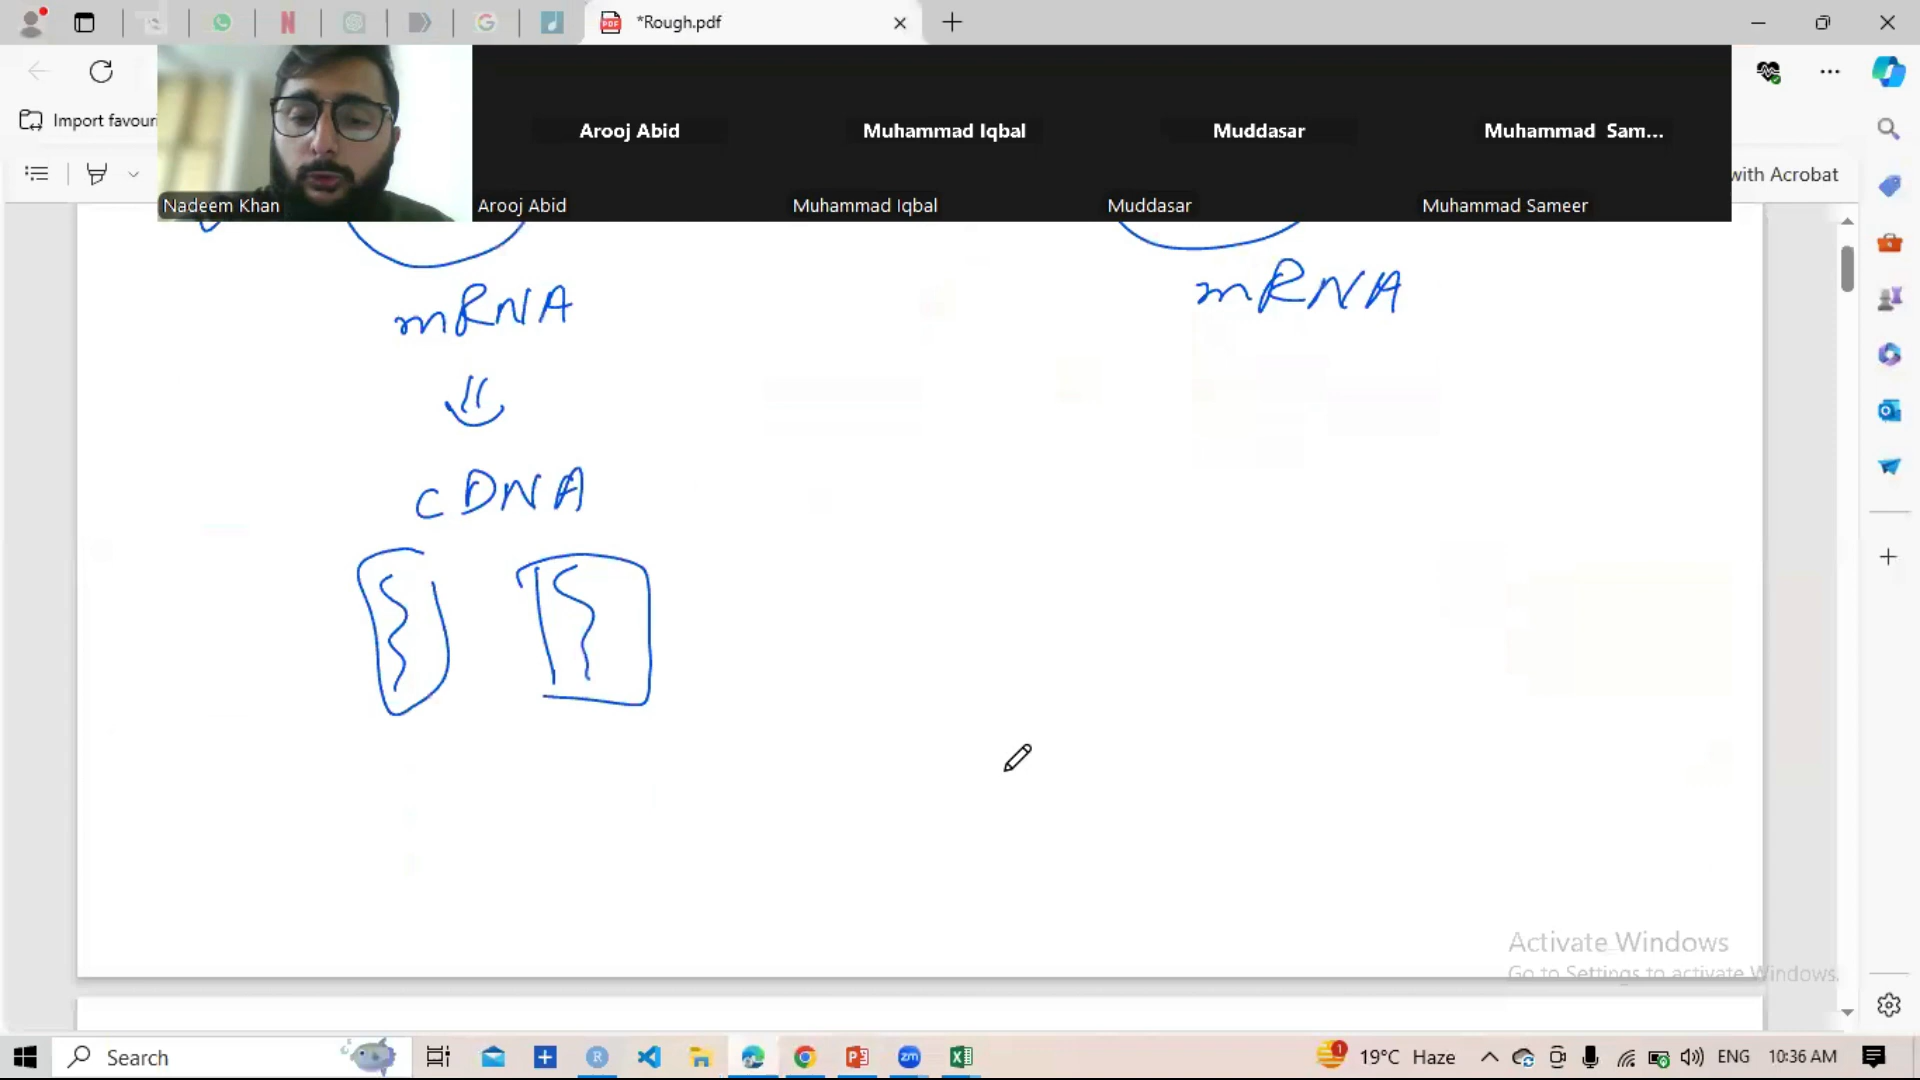 *Rough.pdf
Import favour
Arooj Abid
Muhammad Iqbal
Muddasar
Muhammad Sam...
with Acrobat
Nadeem Khan
Arooj Abid
Muhammad Iqbal
Muddasar
Muhammad Sameer
mRNA
mRNA
cDNA
Activate Windows
Go to Settings to activate Windows.
Search
19°C Haze
ENG
10:36 AM